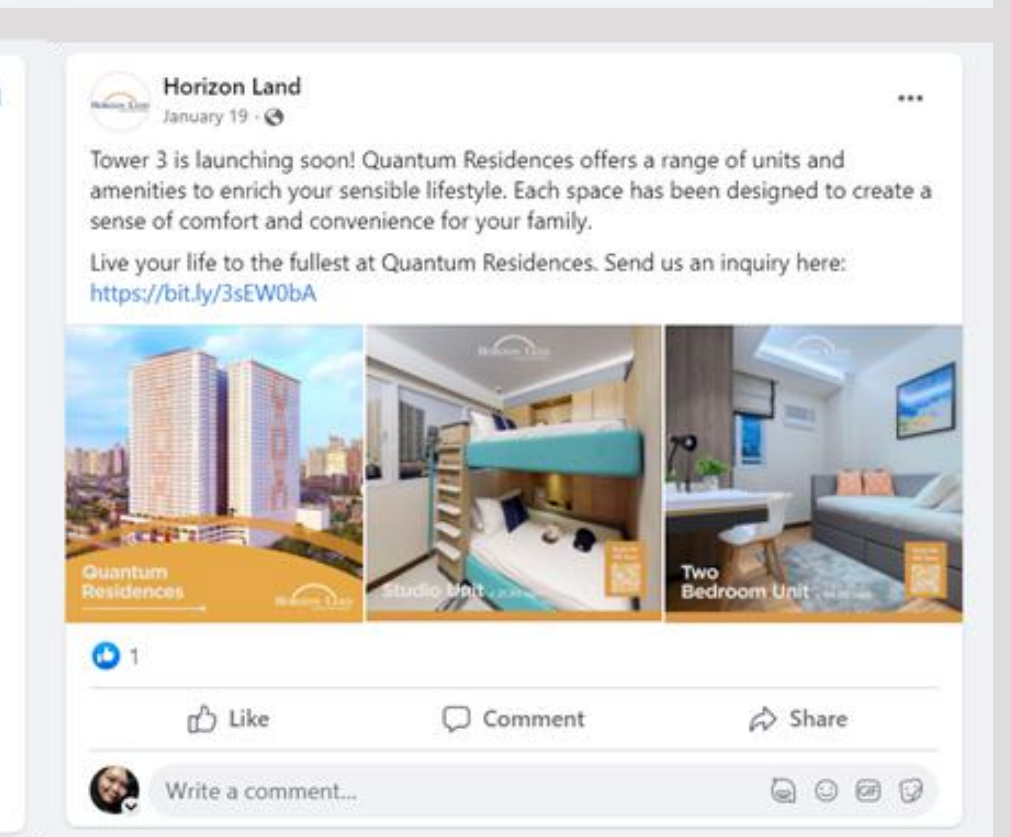 Horizon Land
January 19 ·
Tower 3 is launching soon! Quantum Residences offers a range of units and
amenities to enrich your sensible lifestyle. Each space has been designed to create a
sense of comfort and convenience for your family.
Live your life to the fullest at Quantum Residences. Send us an inquiry here:
https://bit.ly/3sEW0bA
Quantum
Residences
Horizon Land
Studio Unit
Two
Bedroom Unit
1
Like
Comment
Share
Write a comment...
GIF